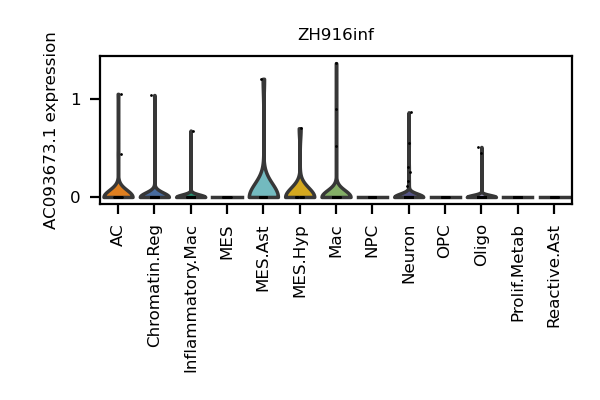 ZH916inf
AC093673.1 expression
1
0
AC
Chromatin.Reg
Inflammatory.Mac
MES
MES.Ast
MES.Hyp
Mac
NPC
Neuron
OPC
Oligo
Prolif.Metab
Reactive.Ast